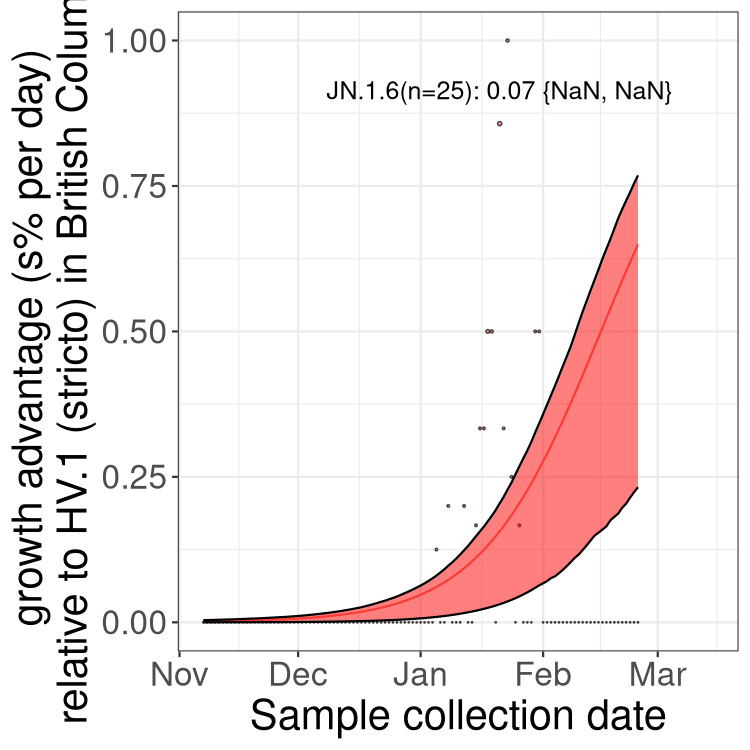 growth advantage (s% per day)
relative to HV.1 (stricto) in British Colum
1.00
0.75
0.50
0.25
0.00
JN.1.6(n=25): 0.07 {NaN, NaN}
Nov Dec Jan Feb Mar
Sample collection date